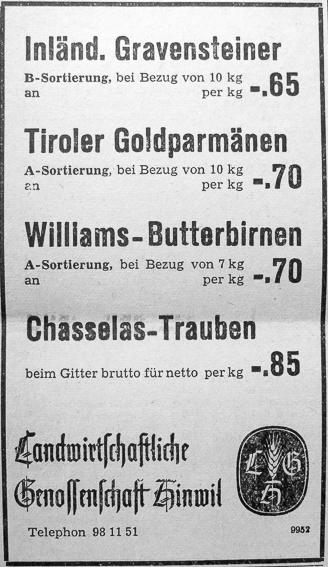 Inländ. Gravensteiner
B-Sortierung, bei Bezug von 10 kg
an per kg -.65
Tiroler Goldparmänen
A-Sortierung, bei Bezug von 10 kg
an per kg -.70
Williams-Butterbirnen
A-Sortierung, bei Bezug von 7 kg
an per kg -.70
Chasselas-Trauben
beim Gitter brutto für netto per kg -.85
Landwirtschaftliche
Genossenschaft Hinwil
L G
H
Telephon 98 11 51
9952